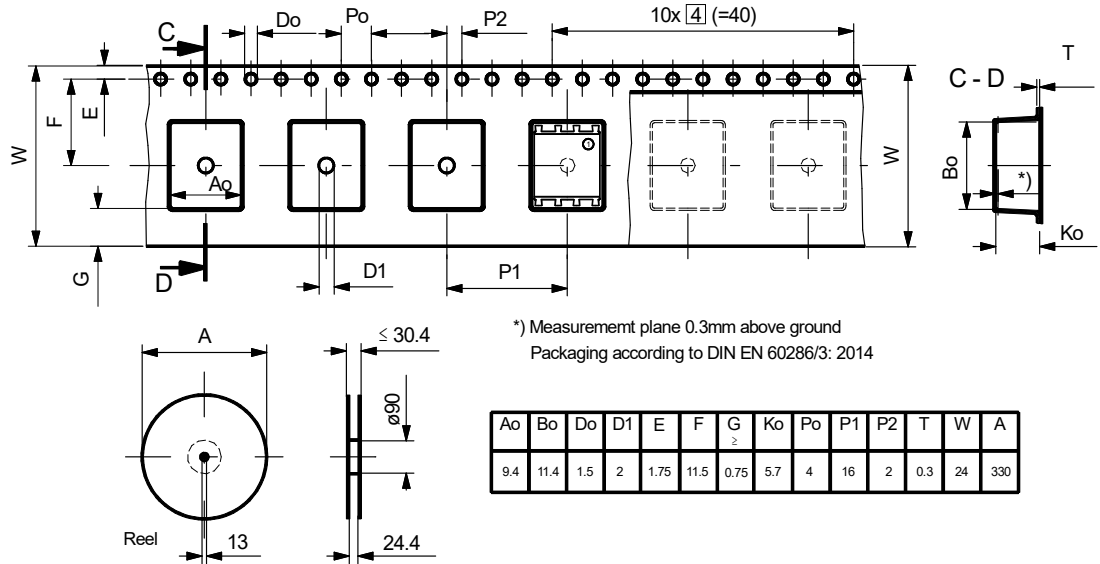 C
Do
Po
P2
10x 4 (=40)
T
C - D
W
F
E
Ao
G
D
D1
P1
W
Bo
*)
Ko
*) Measurememt plane 0.3mm above ground
Packaging according to DIN EN 60286/3: 2014
A
≤ 30.4
ø90
Reel
13
24.4
Ao Bo Do D1 E F G ≥ Ko Po P1 P2 T W A
9.4 11.4 1.5 2 1.75 11.5 0.75 5.7 4 16 2 0.3 24 330